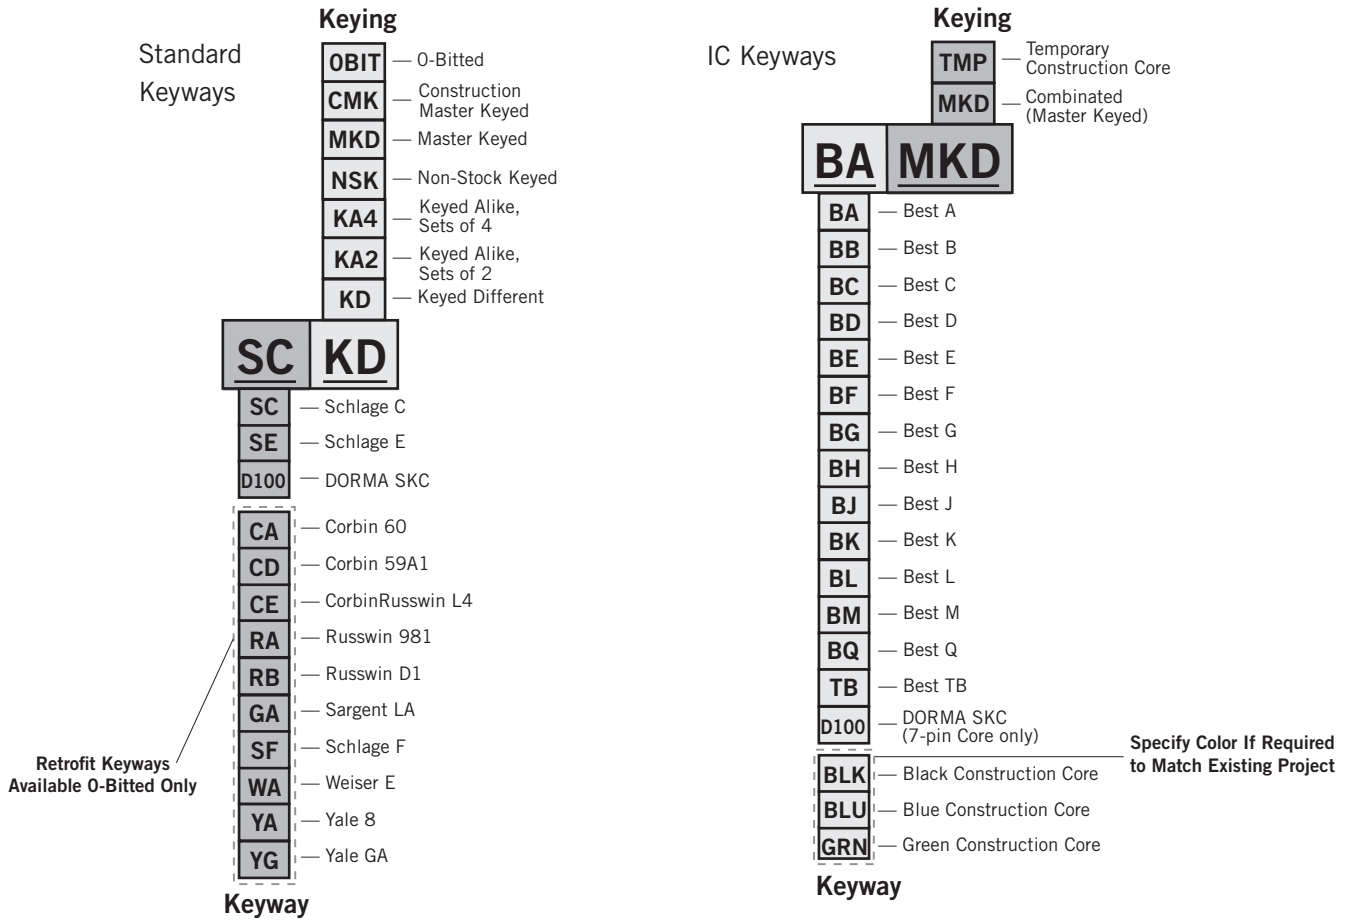 Standard
Keyways
Keying
OBIT — O-Bitted
CMK — Construction
Master Keyed
MKD — Master Keyed
NSK — Non-Stock Keyed
KA4 — Keyed Alike,
Sets of 4
KA2 — Keyed Alike,
Sets of 2
KD — Keyed Different
SC KD
SC — Schlage C
SE — Schlage E
D100 — DORMA SKC
CA — Corbin 60
CD — Corbin 59A1
CE — CorbinRusswin L4
RA — Russwin 981
RB — Russwin D1
GA — Sargent LA
SF — Schlage F
WA — Weiser E
YA — Yale 8
YG — Yale GA
Retrofit Keyways
Available O-Bitted Only
Keyway
IC Keyways
Keying
TMP — Temporary
Construction Core
MKD — Combinated
(Master Keyed)
BA MKD
BA — Best A
BB — Best B
BC — Best C
BD — Best D
BE — Best E
BF — Best F
BG — Best G
BH — Best H
BJ — Best J
BK — Best K
BL — Best L
BM — Best M
BQ — Best Q
TB — Best TB
D100 — DORMA SKC
(7-pin Core only)
BLK — Black Construction Core
BLU — Blue Construction Core
GRN — Green Construction Core
Specify Color If Required
to Match Existing Project
Keyway